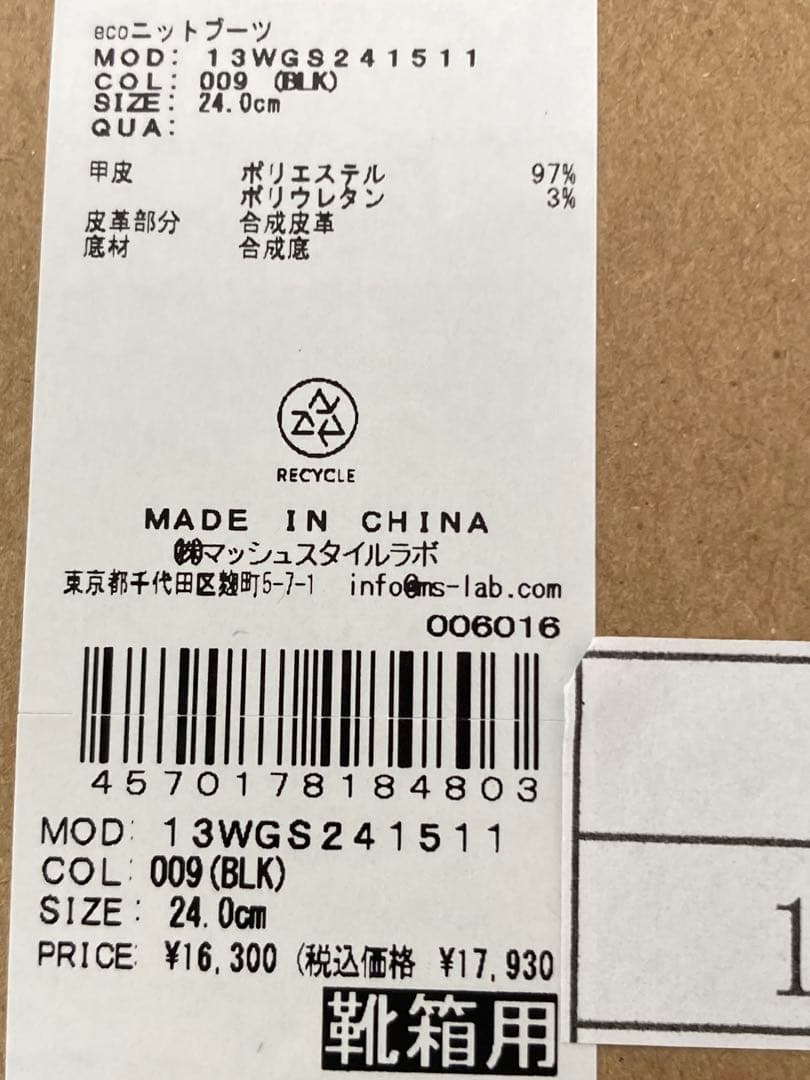 ecoニットブーツ
MOD: 13WGS241511
COL: 009 (BLK)
SIZE: 24.0cm
QUA:
甲皮 ポリエステル 97%
ポリウレタン 3%
皮革部分 合成皮革
底材 合成底
RECYCLE
MADE IN CHINA
㈱マッシュスタイルラボ
東京都千代田区麹町5-7-1 info@ms-lab.com
006016
4570178184803
MOD: 13WGS241511
COL: 009(BLK)
SIZE: 24.0cm
PRICE: ¥16,300 (税込価格 ¥17,930
靴箱用
1